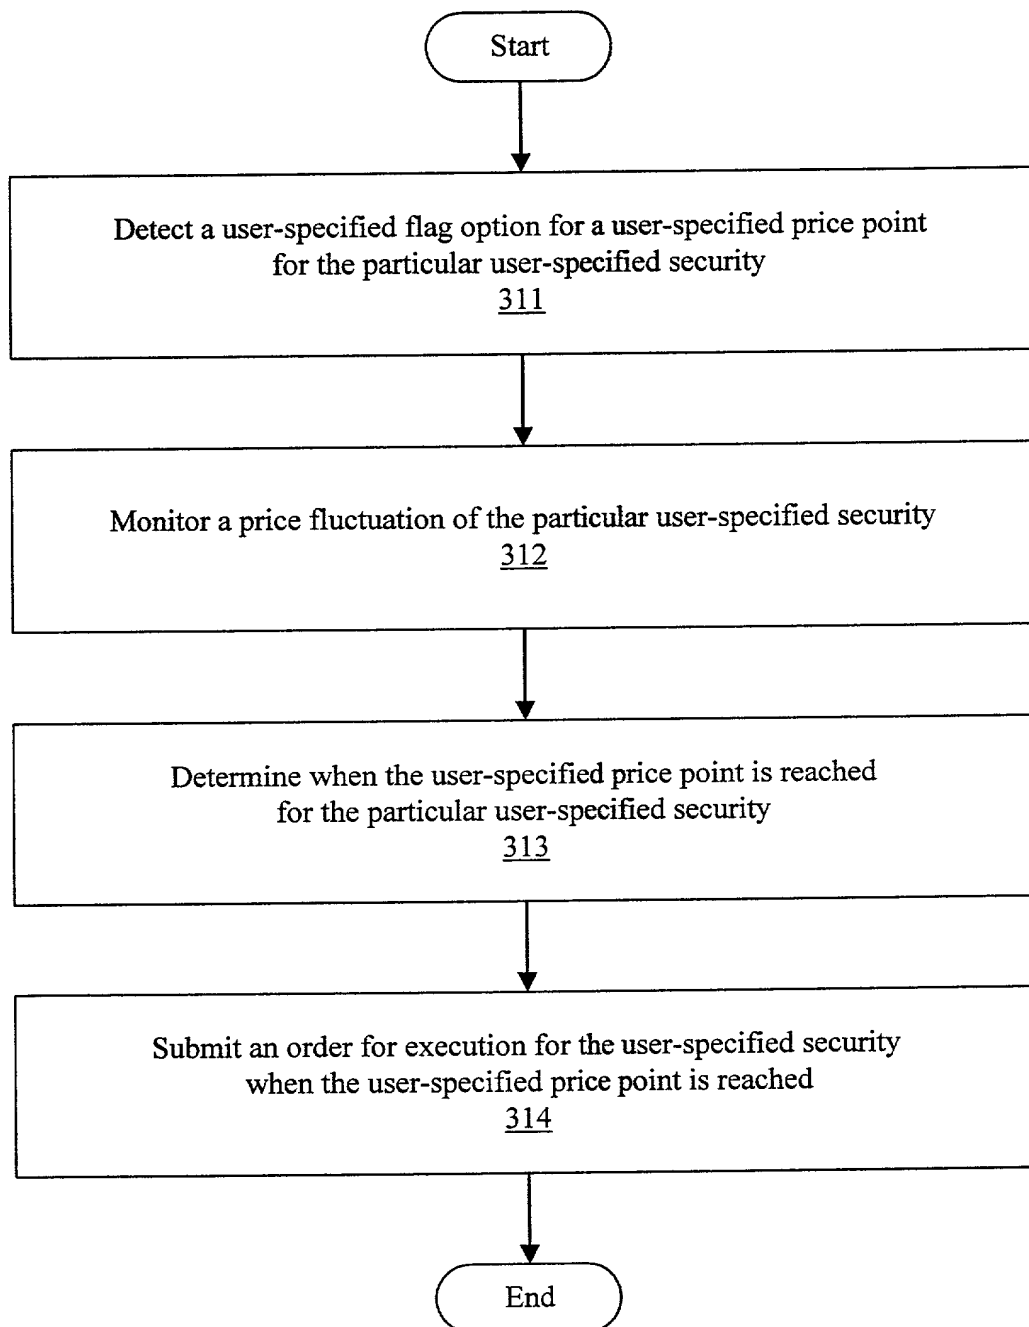 Start
Detect a user-specified flag option for a user-specified price point
for the particular user-specified security
311
Monitor a price fluctuation of the particular user-specified security
312
Determine when the user-specified price point is reached
for the particular user-specified security
313
Submit an order for execution for the user-specified security
when the user-specified price point is reached
314
End